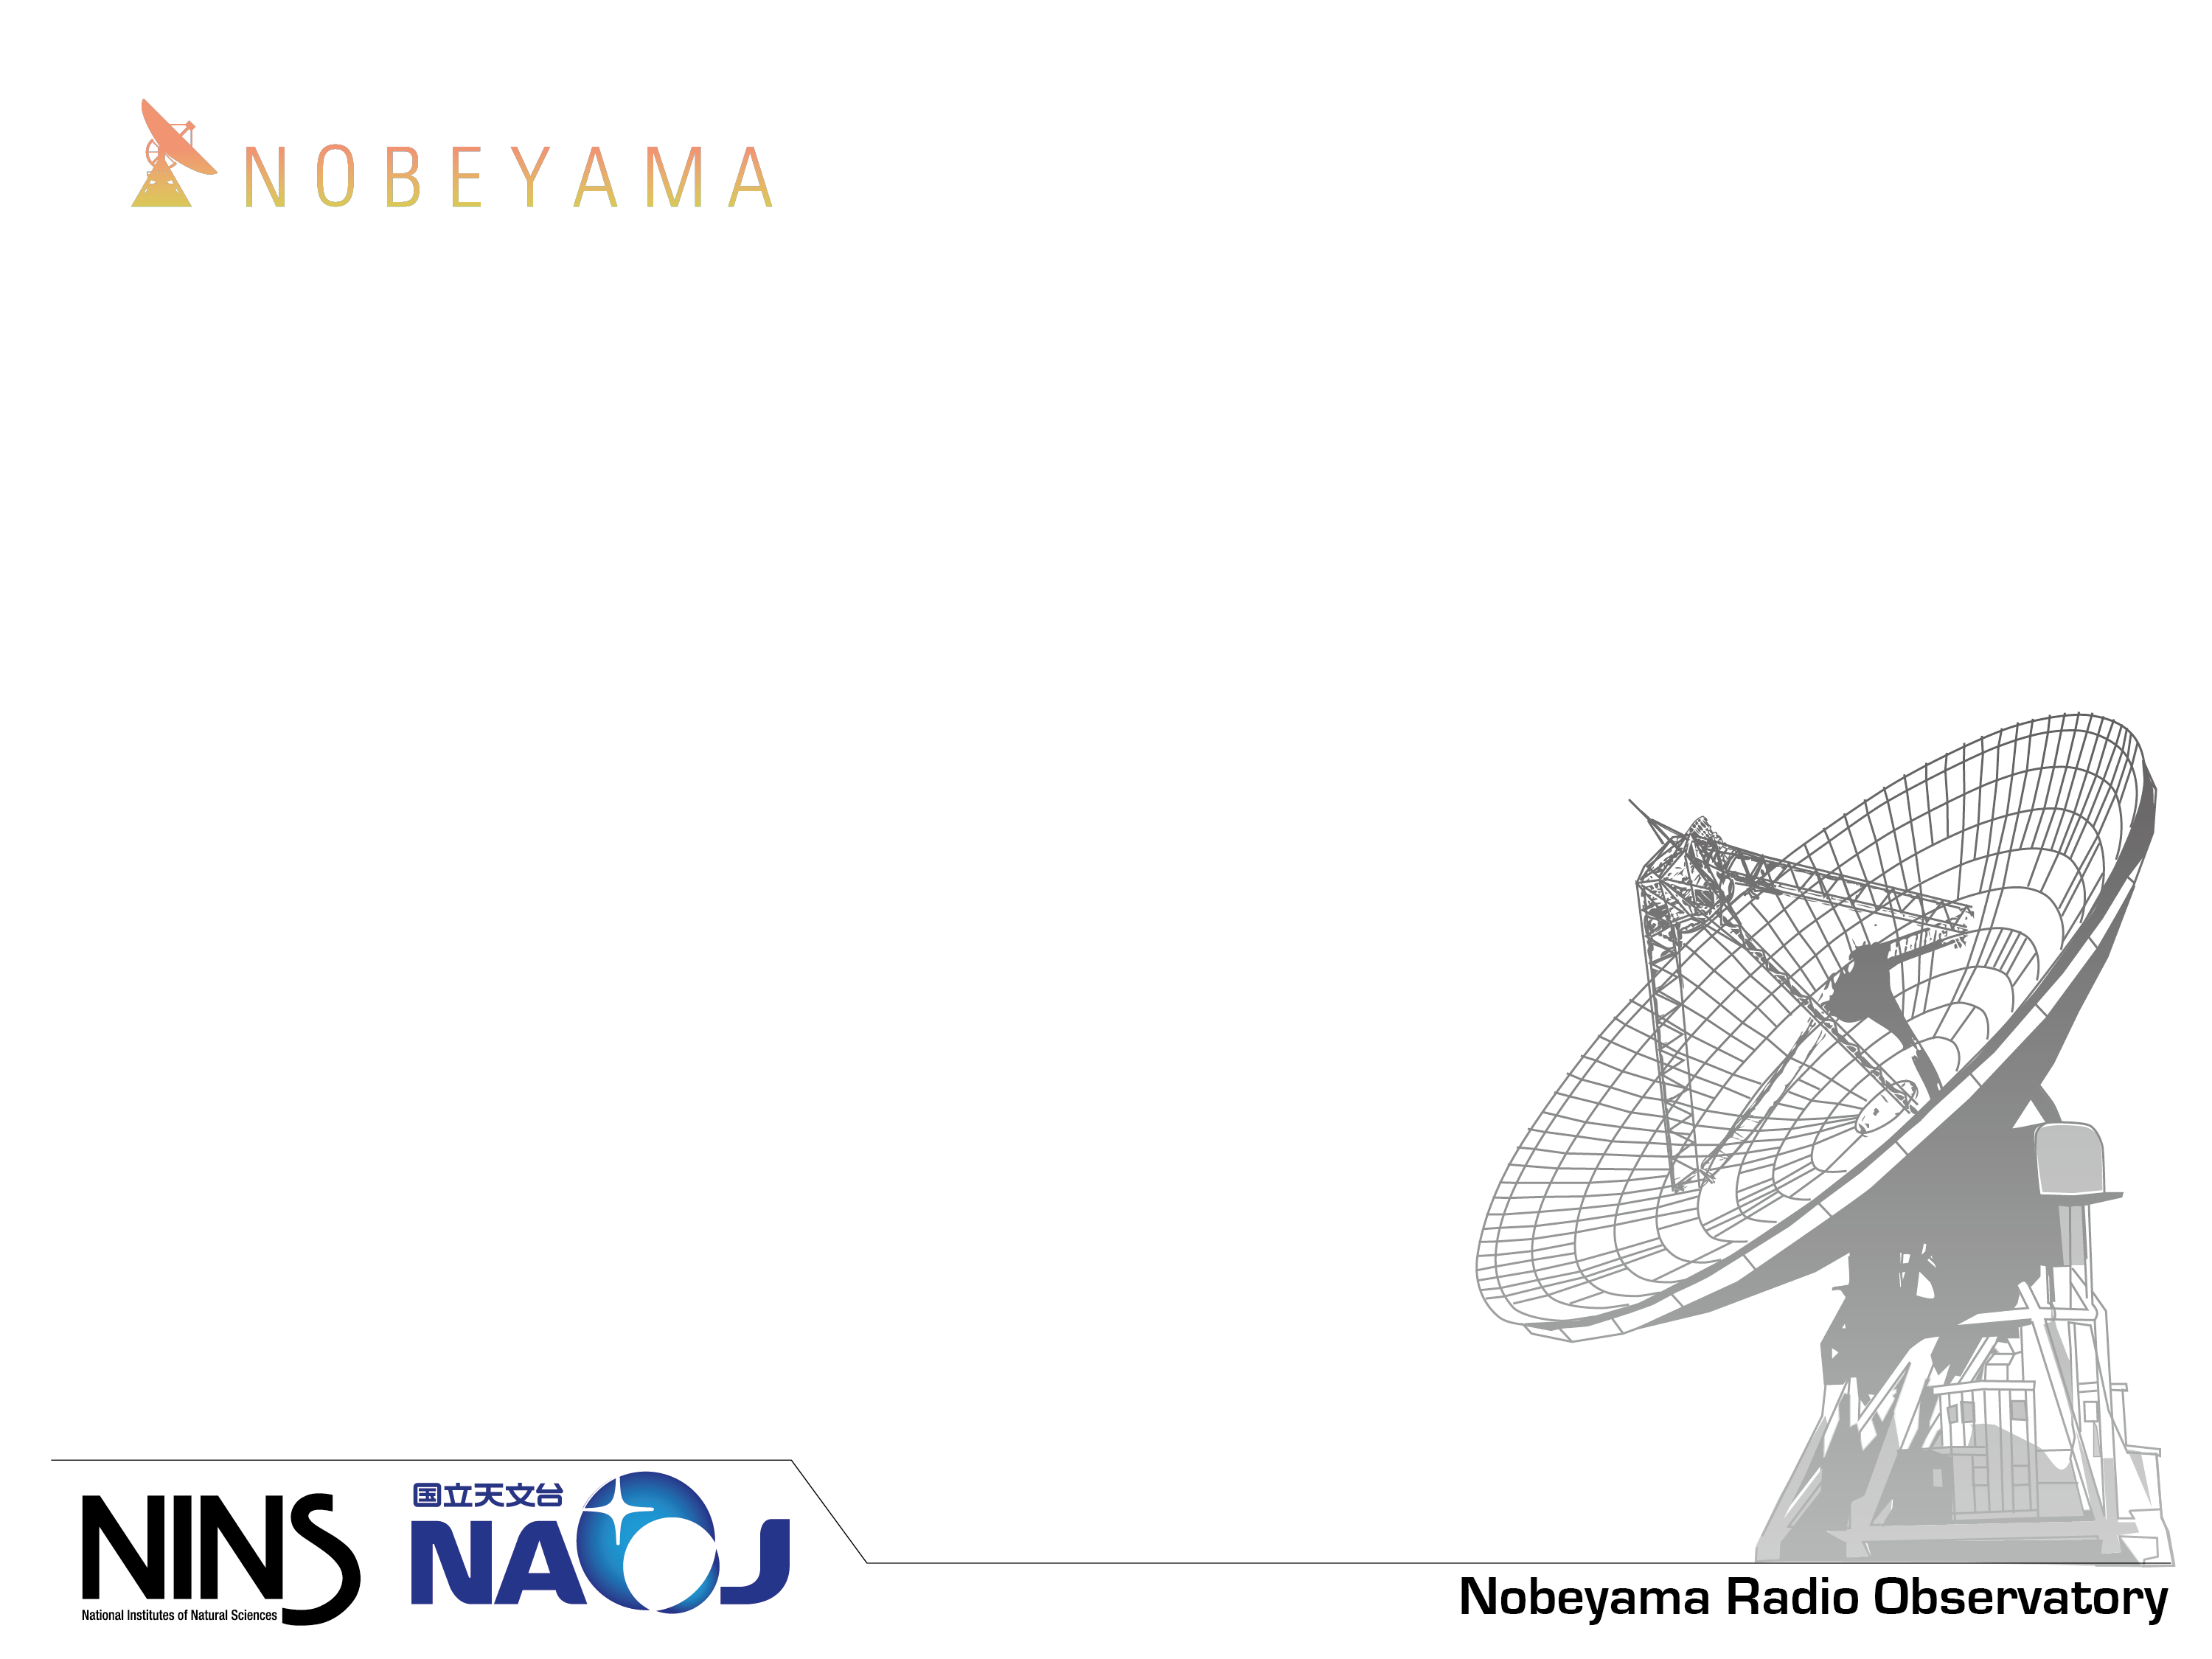 NOBEYAMA
国立天文台
NINS
NAOJ
National Institutes of Natural Sciences
Nobeyama Radio Observatory